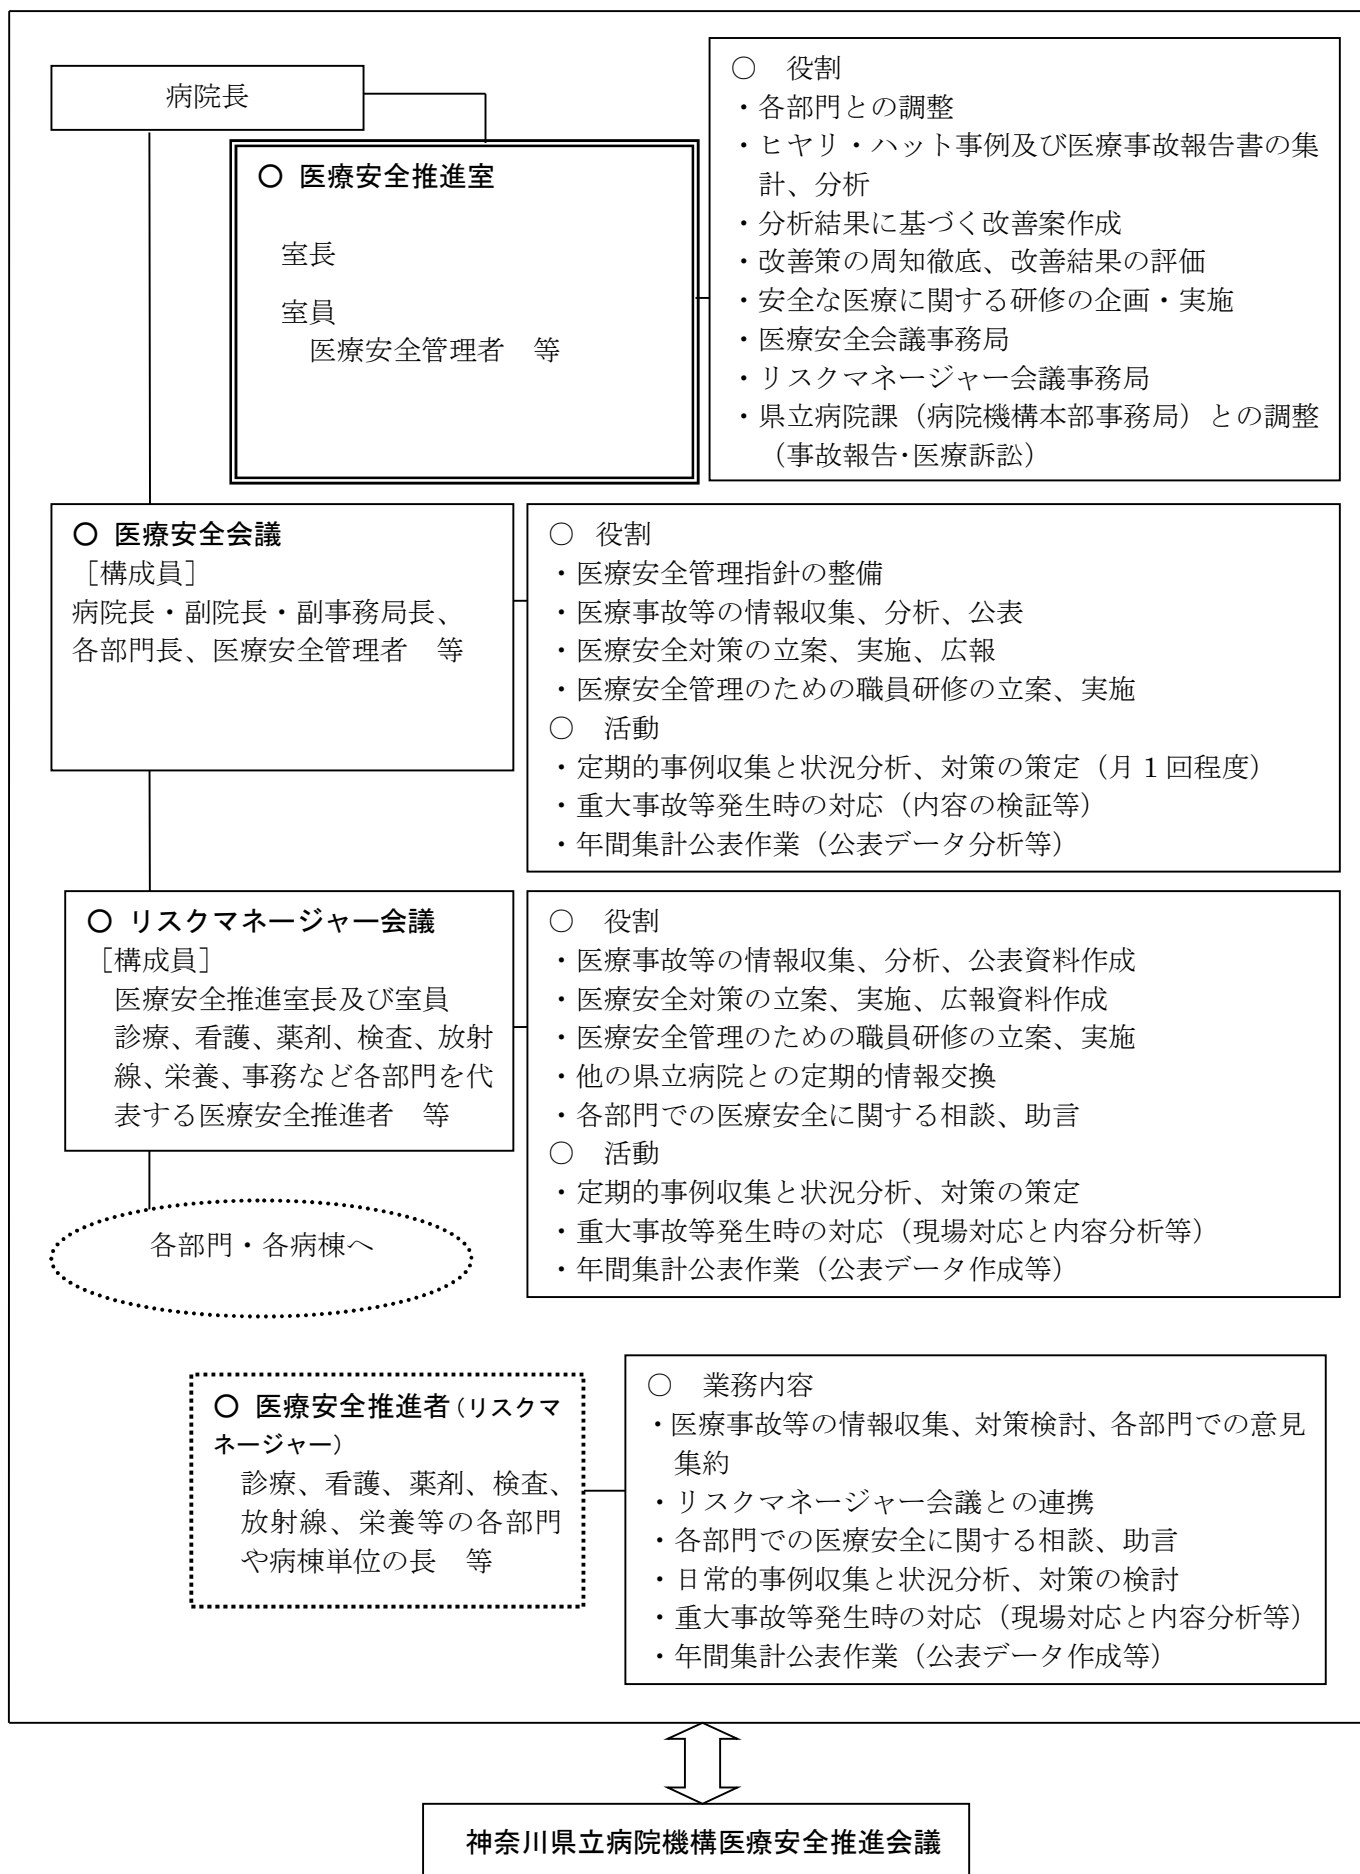 病院長
○ 医療安全推進室
室長
室員
医療安全管理者　等
○　役割
・各部門との調整
・ヒヤリ・ハット事例及び医療事故報告書の集
計、分析
・分析結果に基づく改善案作成
・改善策の周知徹底、改善結果の評価
・安全な医療に関する研修の企画・実施
・医療安全会議事務局
・リスクマネージャー会議事務局
・県立病院課（病院機構本部事務局）との調整
（事故報告・医療訴訟）
○ 医療安全会議
［構成員］
病院長・副院長・副事務局長、
各部門長、医療安全管理者　等
○ 役割
・医療安全管理指針の整備
・医療事故等の情報収集、分析、公表
・医療安全対策の立案、実施、広報
・医療安全管理のための職員研修の立案、実施
○　活動
・定期的事例収集と状況分析、対策の策定（月１回程度）
・重大事故等発生時の対応（内容の検証等）
・年間集計公表作業（公表データ分析等）
○ リスクマネージャー会議
［構成員］
医療安全推進室長及び室員
診療、看護、薬剤、検査、放射
線、栄養、事務など各部門を代
表する医療安全推進者　等
○　役割
・医療事故等の情報収集、分析、公表資料作成
・医療安全対策の立案、実施、広報資料作成
・医療安全管理のための職員研修の立案、実施
・他の県立病院との定期的情報交換
・各部門での医療安全に関する相談、助言
○　活動
・定期的事例収集と状況分析、対策の策定
・重大事故等発生時の対応（現場対応と内容分析等）
・年間集計公表作業（公表データ作成等）
各部門・各病棟へ
○ 医療安全推進者（リスクマ
ネージャー）
診療、看護、薬剤、検査、
放射線、栄養等の各部門
や病棟単位の長　等
○　業務内容
・医療事故等の情報収集、対策検討、各部門での意見
集約
・リスクマネージャー会議との連携
・各部門での医療安全に関する相談、助言
・日常的事例収集と状況分析、対策の検討
・重大事故等発生時の対応（現場対応と内容分析等）
・年間集計公表作業（公表データ作成等）
神奈川県立病院機構医療安全推進会議